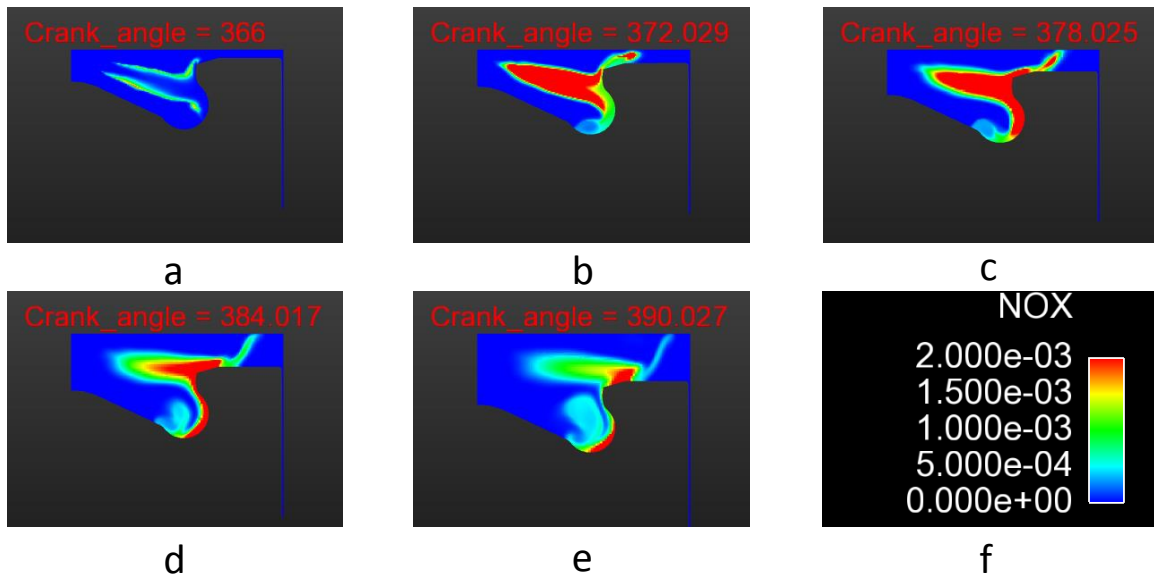 Crank_angle = 366
Crank_angle = 372.029
Crank_angle = 378.025
a
b
c
Crank_angle = 384.017
Crank_angle = 390.027
NOX
2.000e-03
1.500e-03
1.000e-03
5.000e-04
0.000e+00
d
e
f